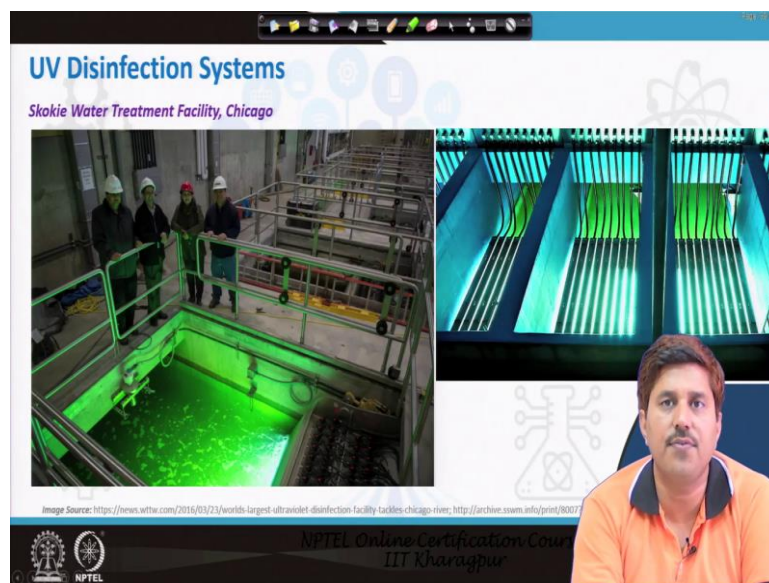 UV Disinfection Systems
Skokie Water Treatment Facility, Chicago
Image Source: https://news.wttw.com/2016/03/23/worlds-largest-ultraviolet-disinfection-facility-tackles-chicago-river; http://archive.sswm.info/print/8007
NPTEL Online Certification Cours
IIT Kharagpur
NPTEL